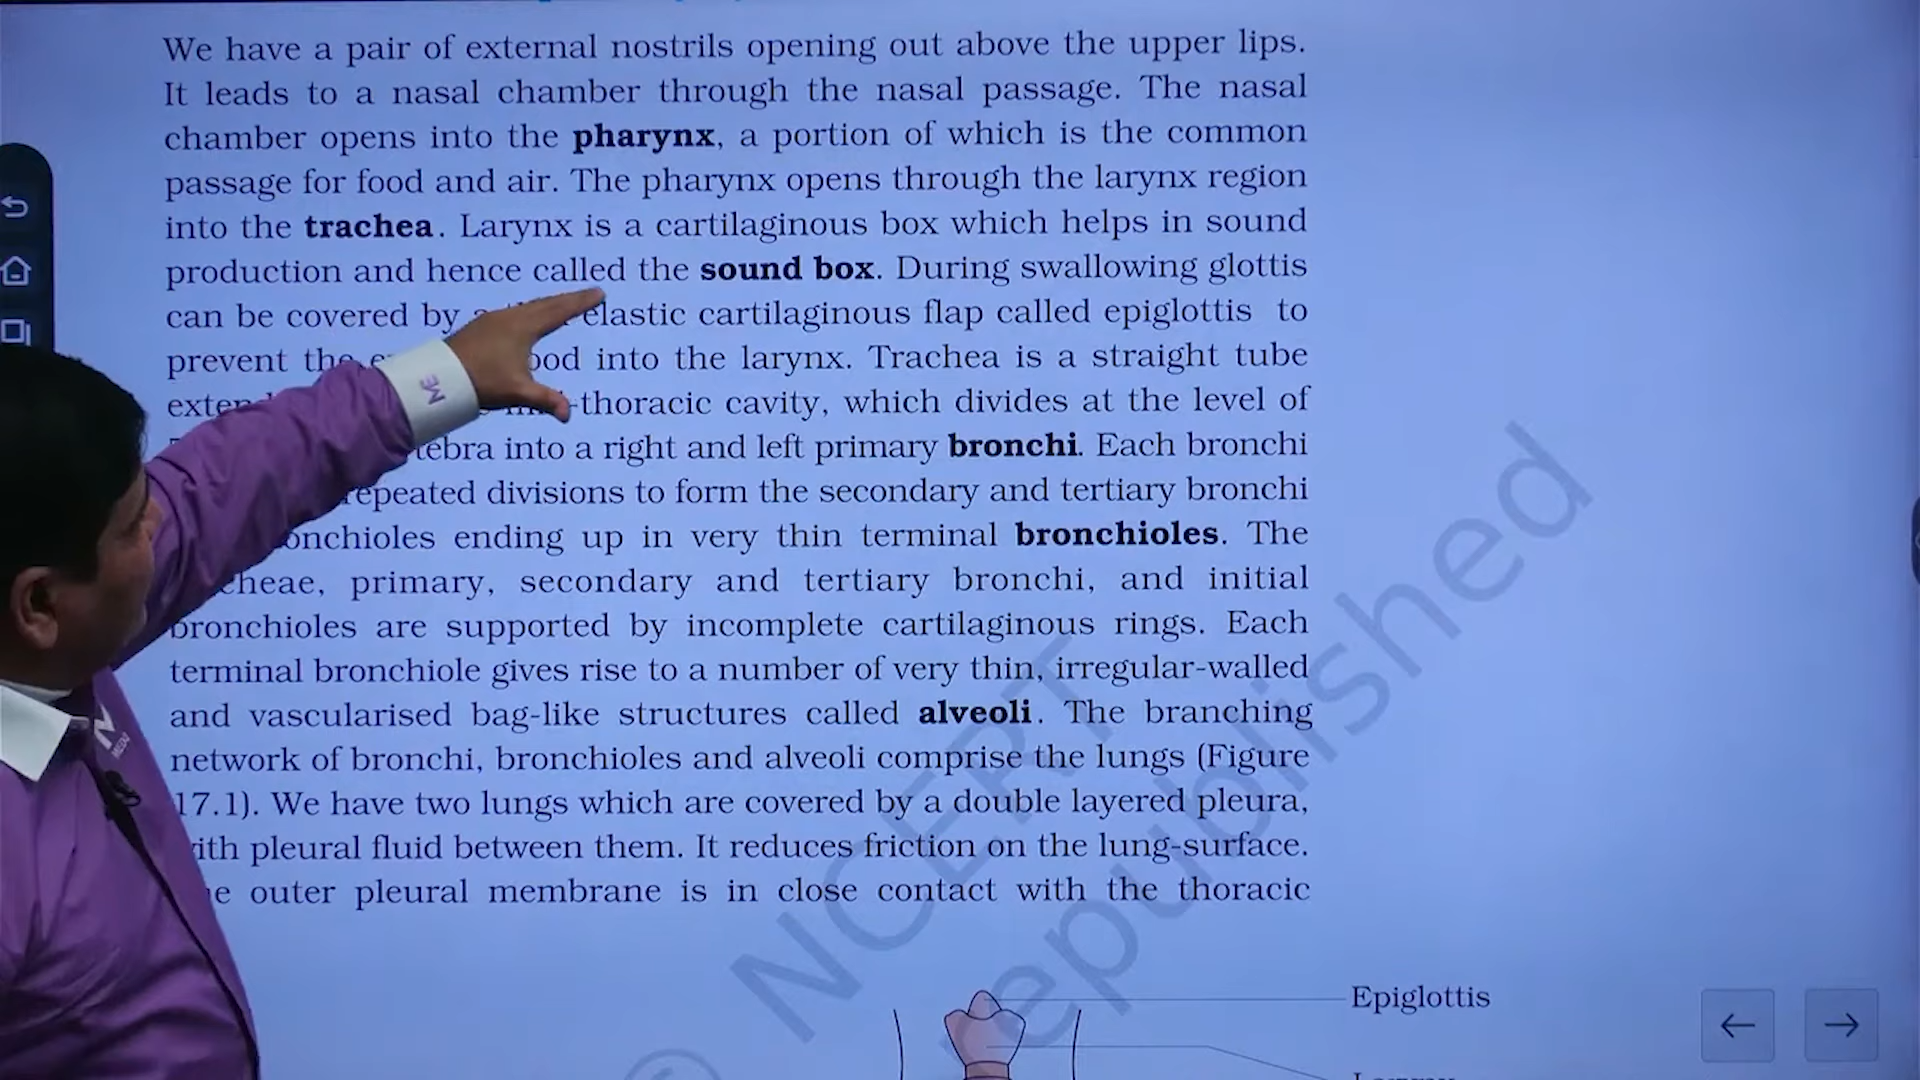 We have a pair of external nostrils opening out above the upper lips.
It leads to a nasal chamber through the nasal passage. The nasal
chamber opens into the pharynx, a portion of which is the common
passage for food and air. The pharynx opens through the larynx region
into the trachea. Larynx is a cartilaginous box which helps in sound
production and hence called the sound box. During swallowing glottis
can be covered by elastic cartilaginous flap called epiglottis to
prevent the into the larynx. Trachea is a straight tube
-thoracic cavity, which divides at the level of
into a right and left primary bronchi. Each bronchi
repeated divisions to form the secondary and tertiary bronchi
ending up in very thin terminal bronchioles. The
primary, secondary and tertiary bronchi, and initial
bronchioles are supported by incomplete cartilaginous rings. Each
terminal bronchiole gives rise to a number of very thin, irregular-walled
and vascularised bag-like structures called alveoli. The branching
network of bronchi, bronchioles and alveoli comprise the lungs (Figure
17.1). We have two lungs which are covered by a double layered pleura,
pleural fluid between them. It reduces friction on the lung-surface.
outer pleural membrane is in close contact with the thoracic
Epiglottis
© NCERT
republished